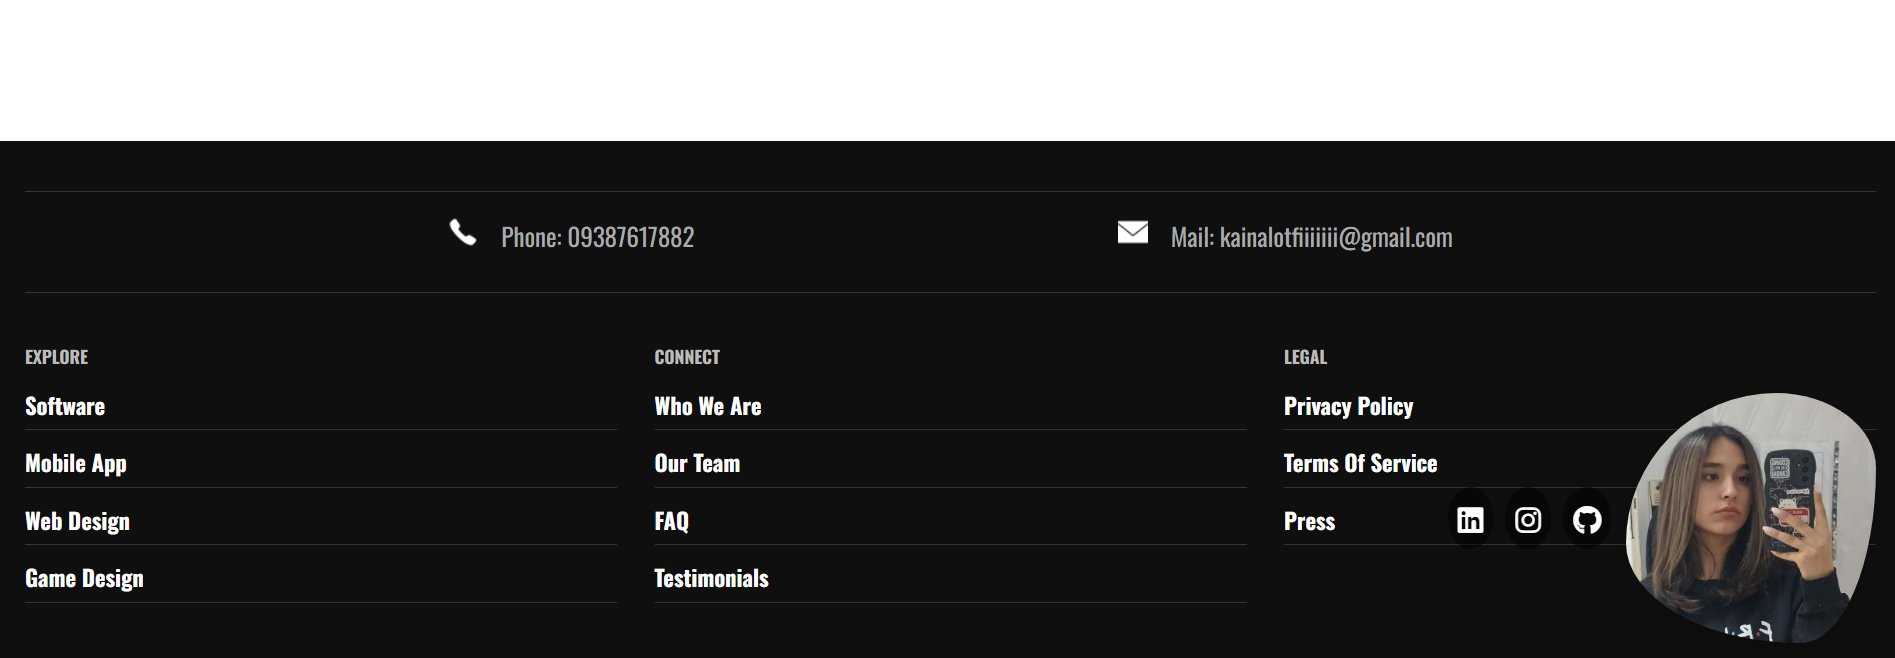 Phone: 09387617882
Mail: kainalotfiiiiiii@gmail.com
EXPLORE
Software
Mobile App
Web Design
Game Design
CONNECT
Who We Are
Our Team
FAQ
Testimonials
LEGAL
Privacy Policy
Terms Of Service
Press
in